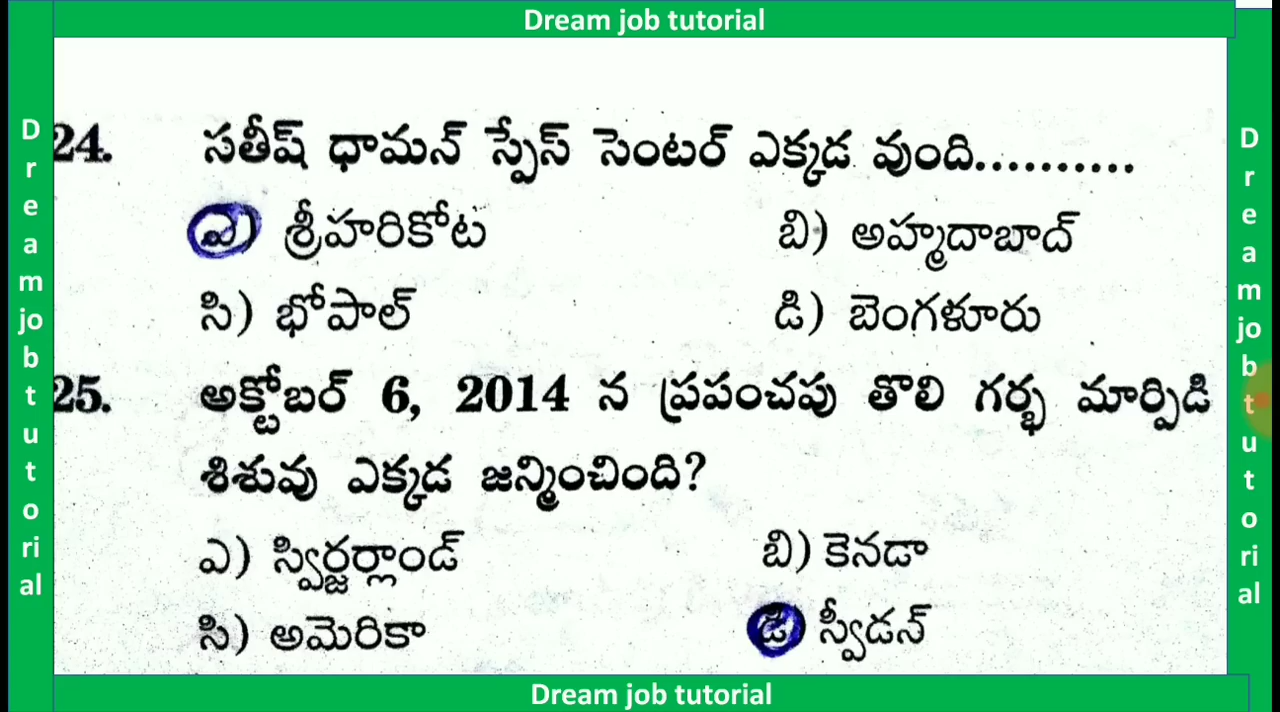 Dream job tutorial
24. సతీష్ ధామన్ స్పేస్ సెంటర్ ఎక్కడ వుంది..........
ఎ) శ్రీహరికోట బి) అహ్మదాబాద్
సి) భోపాల్ డి) బెంగళూరు
25. అక్టోబర్ 6, 2014 న ప్రపంచపు తొలి గర్భ మార్పిడి
శిశువు ఎక్కడ జన్మించింది?
ఎ) స్విర్జర్లాండ్ బి) కెనడా
సి) అమెరికా డి) స్వీడన్
Dream job tutorial
Dream job tutorial
Dream job tutorial